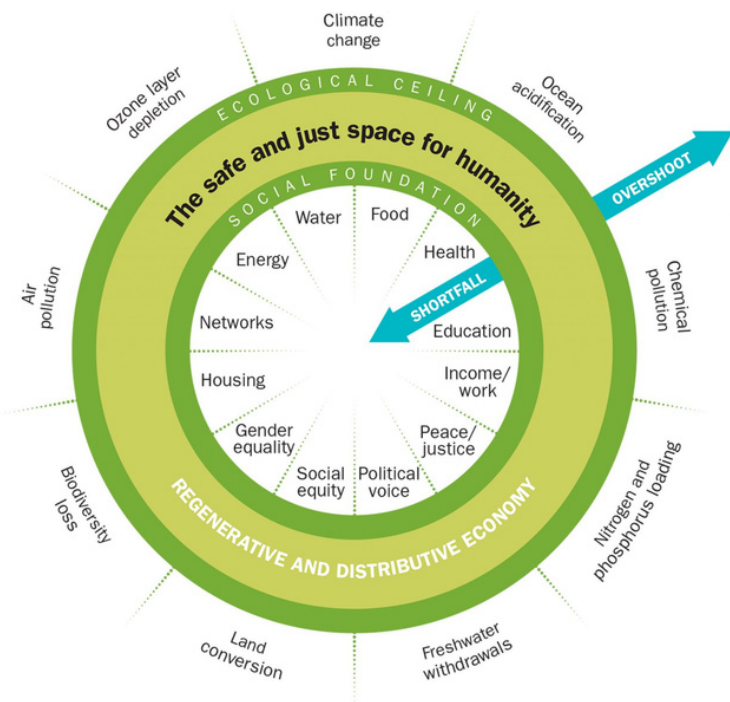 Climate
change
Ocean
acidification
Chemical
pollution
Nitrogen and
phosphorus loading
Freshwater
withdrawals
Land
conversion
Biodiversity
loss
Air
pollution
Ozone layer
depletion
ECOLOGICAL CEILING
The safe and just space for humanity
SOCIAL FOUNDATION
OVERSHOOT
SHORTFALL
Water
Food
Health
Education
Income/
work
Peace/
justice
Political
voice
Social
equity
Gender
equality
Housing
Networks
Energy
REGENERATIVE AND DISTRIBUTIVE ECONOMY